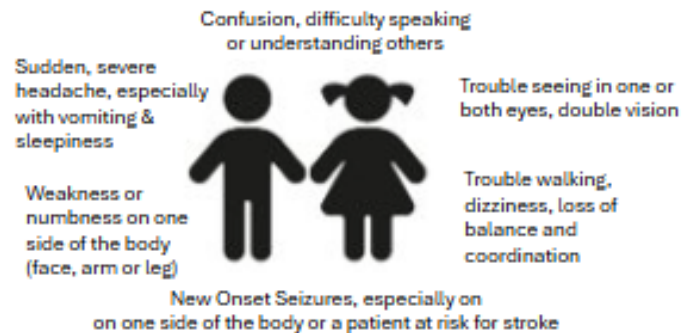 Confusion, difficulty speaking
or understanding others
Sudden, severe
headache, especially
with vomiting &
sleepiness
Trouble seeing in one or
both eyes, double vision
Weakness or
numbness on one
side of the body
(face, arm or leg)
Trouble walking,
dizziness, loss of
balance and
coordination
New Onset Seizures, especially on
on one side of the body or a patient at risk for stroke